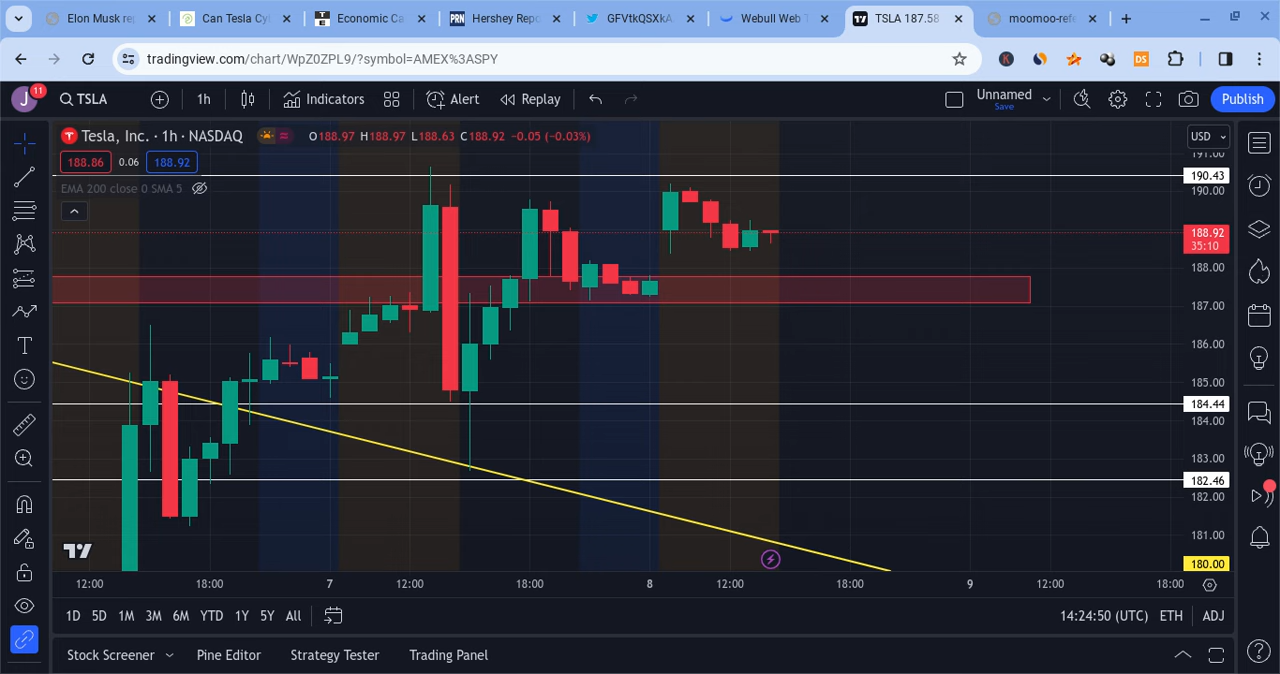 Elon Musk rep
Can Tesla Cyl
Economic Ca
PRN
Hershey Repo
GFVtkQSXkA
Webull Web T
TSLA 187.58
moomoo-refe
tradingview.com/chart/WpZ0ZPL9/?symbol=AMEX%3ASPY
K
DS
J
11
TSLA
1h
Indicators
Alert
Replay
Unnamed
Save
Publish
Tesla, Inc. · 1h · NASDAQ
O188.97 H188.97 L188.63 C188.92 −0.05 (−0.03%)
USD
188.86
0.06
188.92
EMA 200 close 0 SMA 5
191.00
190.43
190.00
188.92
35:10
188.00
187.00
186.00
185.00
184.44
184.00
183.00
182.46
182.00
181.00
180.00
12:00
18:00
7
12:00
18:00
8
12:00
18:00
9
12:00
18:00
1D
5D
1M
3M
6M
YTD
1Y
5Y
All
14:24:50 (UTC)
ETH
ADJ
Stock Screener
Pine Editor
Strategy Tester
Trading Panel